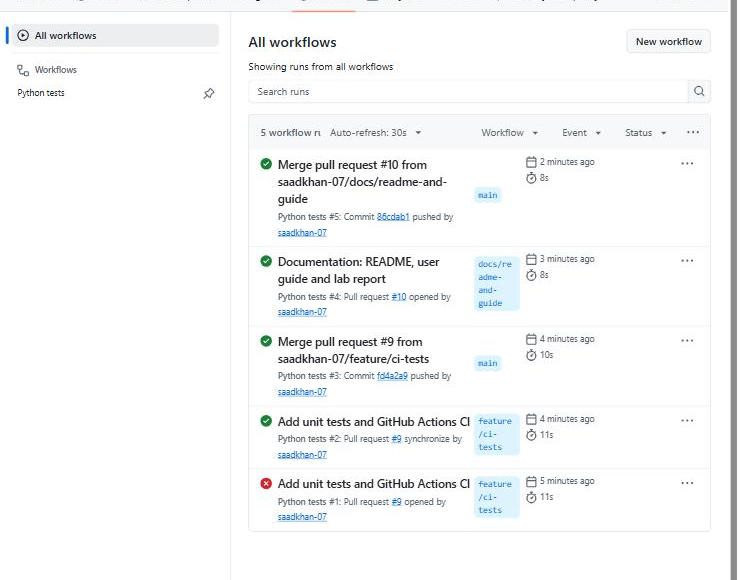 All workflows
Workflows
Python tests
All workflows
New workflow
Showing runs from all workflows
Search runs
5 workflow ru Auto-refresh: 30s Workflow Event Status
Merge pull request #10 from
saadkhan-07/docs/readme-and-
guide
Python tests #5: Commit 86cdab1 pushed by
saadkhan-07
main
2 minutes ago
8s
Documentation: README, user
guide and lab report
Python tests #4: Pull request #10 opened by
saadkhan-07
docs/re
adme-
and-
guide
3 minutes ago
8s
Merge pull request #9 from
saadkhan-07/feature/ci-tests
Python tests #3: Commit fd4a2a9 pushed by
saadkhan-07
main
4 minutes ago
10s
Add unit tests and GitHub Actions CI
Python tests #2: Pull request #9 synchronize by
saadkhan-07
feature
/ci-
tests
4 minutes ago
11s
Add unit tests and GitHub Actions CI
Python tests #1: Pull request #9 opened by
saadkhan-07
feature
/ci-
tests
5 minutes ago
11s